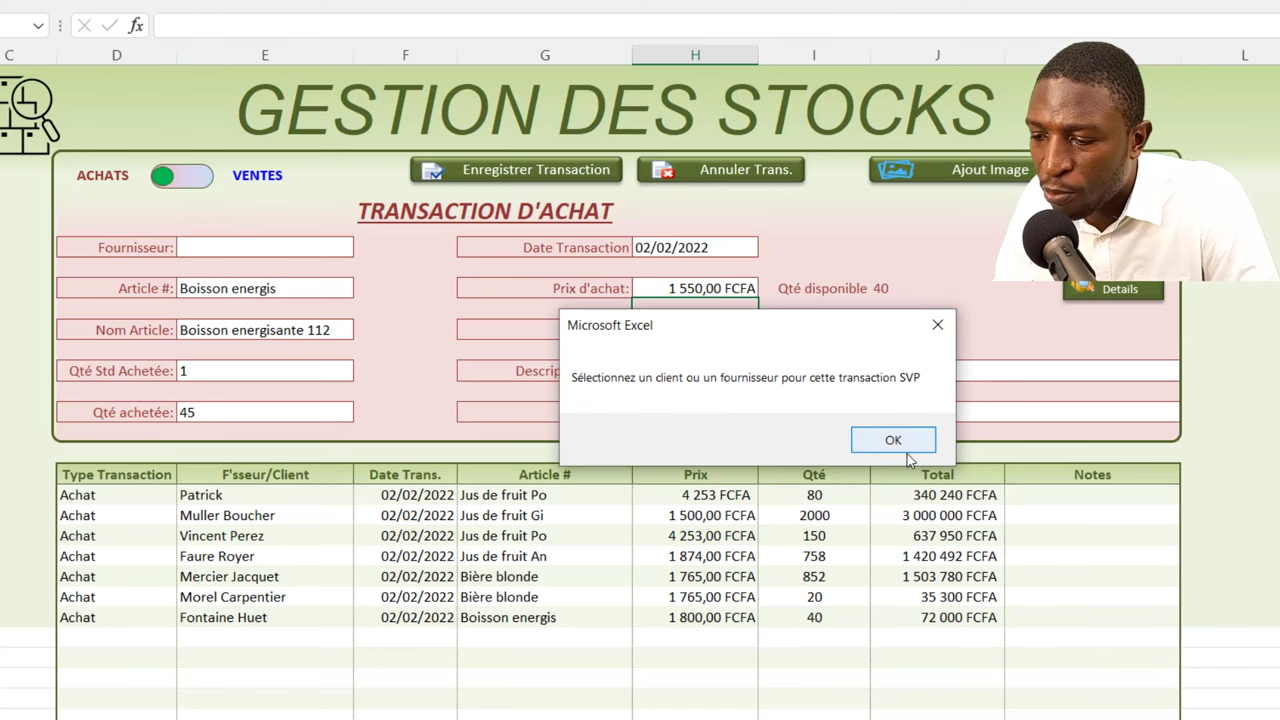 fx
C D E F G H I J L
GESTION DES STOCKS
ACHATS VENTES Enregistrer Transaction Annuler Trans. Ajout Image
TRANSACTION D'ACHAT
Fournisseur: Date Transaction 02/02/2022
Article #: Boisson energis Prix d'achat: 1 550,00 FCFA Qté disponible 40 Details
Microsoft Excel
Nom Article: Boisson energisante 112
Qté Std Achetée: 1 Descrip
Sélectionnez un client ou un fournisseur pour cette transaction SVP
Qté achetée: 45
OK
Type Transaction F'sseur/Client Date Trans. Article # Prix Qté Total Notes
Achat Patrick 02/02/2022 Jus de fruit Po 4 253 FCFA 80 340 240 FCFA
Achat Muller Boucher 02/02/2022 Jus de fruit Gi 1 500,00 FCFA 2000 3 000 000 FCFA
Achat Vincent Perez 02/02/2022 Jus de fruit Po 4 253,00 FCFA 150 637 950 FCFA
Achat Faure Royer 02/02/2022 Jus de fruit An 1 874,00 FCFA 758 1 420 492 FCFA
Achat Mercier Jacquet 02/02/2022 Bière blonde 1 765,00 FCFA 852 1 503 780 FCFA
Achat Morel Carpentier 02/02/2022 Bière blonde 1 765,00 FCFA 20 35 300 FCFA
Achat Fontaine Huet 02/02/2022 Boisson energis 1 800,00 FCFA 40 72 000 FCFA